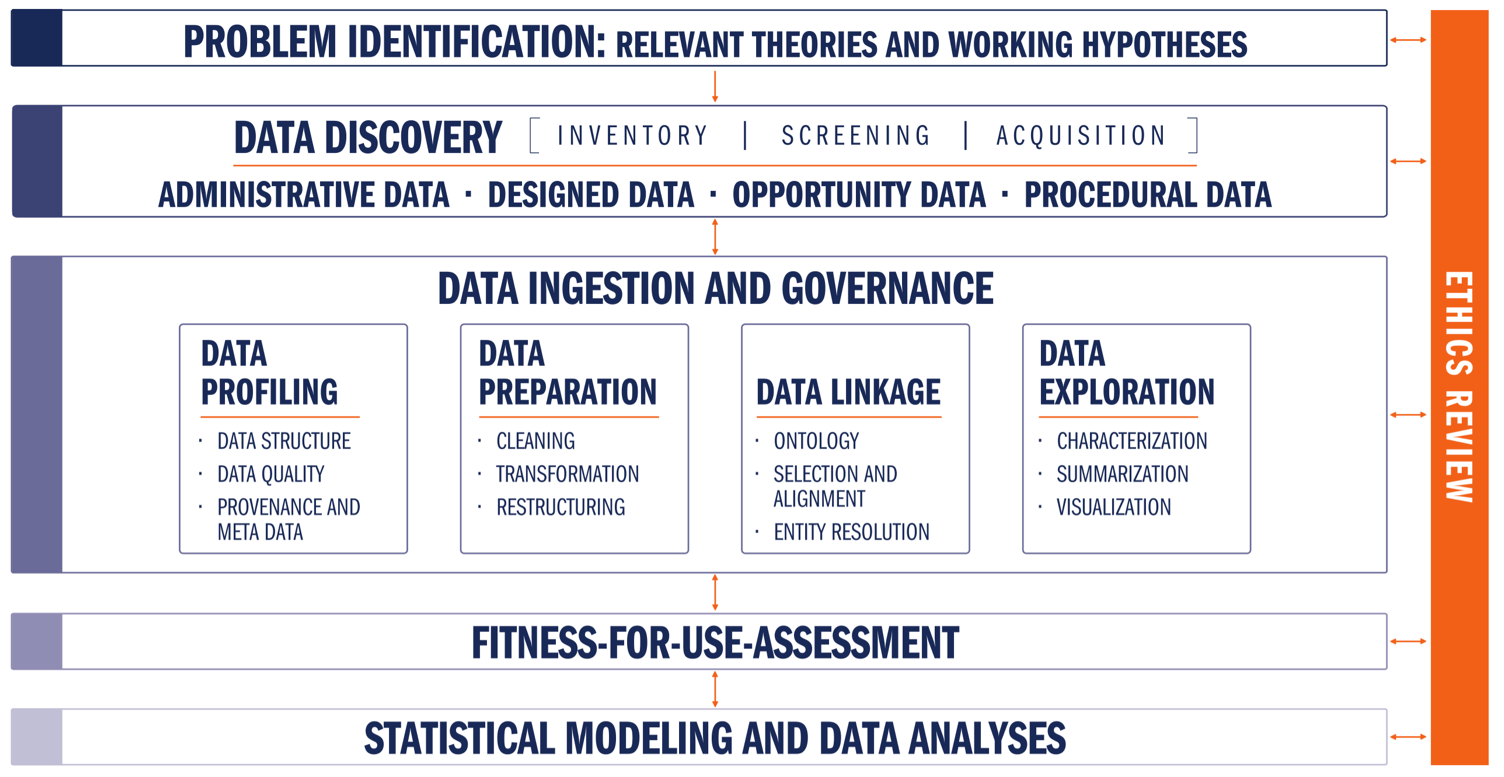 PROBLEM IDENTIFICATION: RELEVANT THEORIES AND WORKING HYPOTHESES
DATA DISCOVERY [ INVENTORY | SCREENING | ACQUISITION ]
ADMINISTRATIVE DATA · DESIGNED DATA · OPPORTUNITY DATA · PROCEDURAL DATA
DATA INGESTION AND GOVERNANCE
DATA
PROFILING
· DATA STRUCTURE
· DATA QUALITY
· PROVENANCE AND
META DATA
DATA
PREPARATION
· CLEANING
· TRANSFORMATION
· RESTRUCTURING
DATA LINKAGE
· ONTOLOGY
· SELECTION AND
ALIGNMENT
· ENTITY RESOLUTION
DATA
EXPLORATION
· CHARACTERIZATION
· SUMMARIZATION
· VISUALIZATION
FITNESS-FOR-USE-ASSESSMENT
STATISTICAL MODELING AND DATA ANALYSES
ETHICS REVIEW